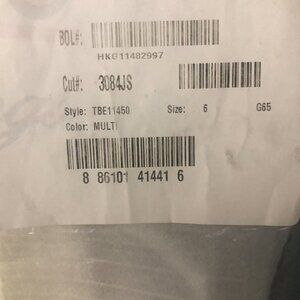 BOL#:
HKG11482997
Cut#: 3084JS
Style: TBE11450 Size: 6 G65
Color: MULTI
8 86101 41441 6